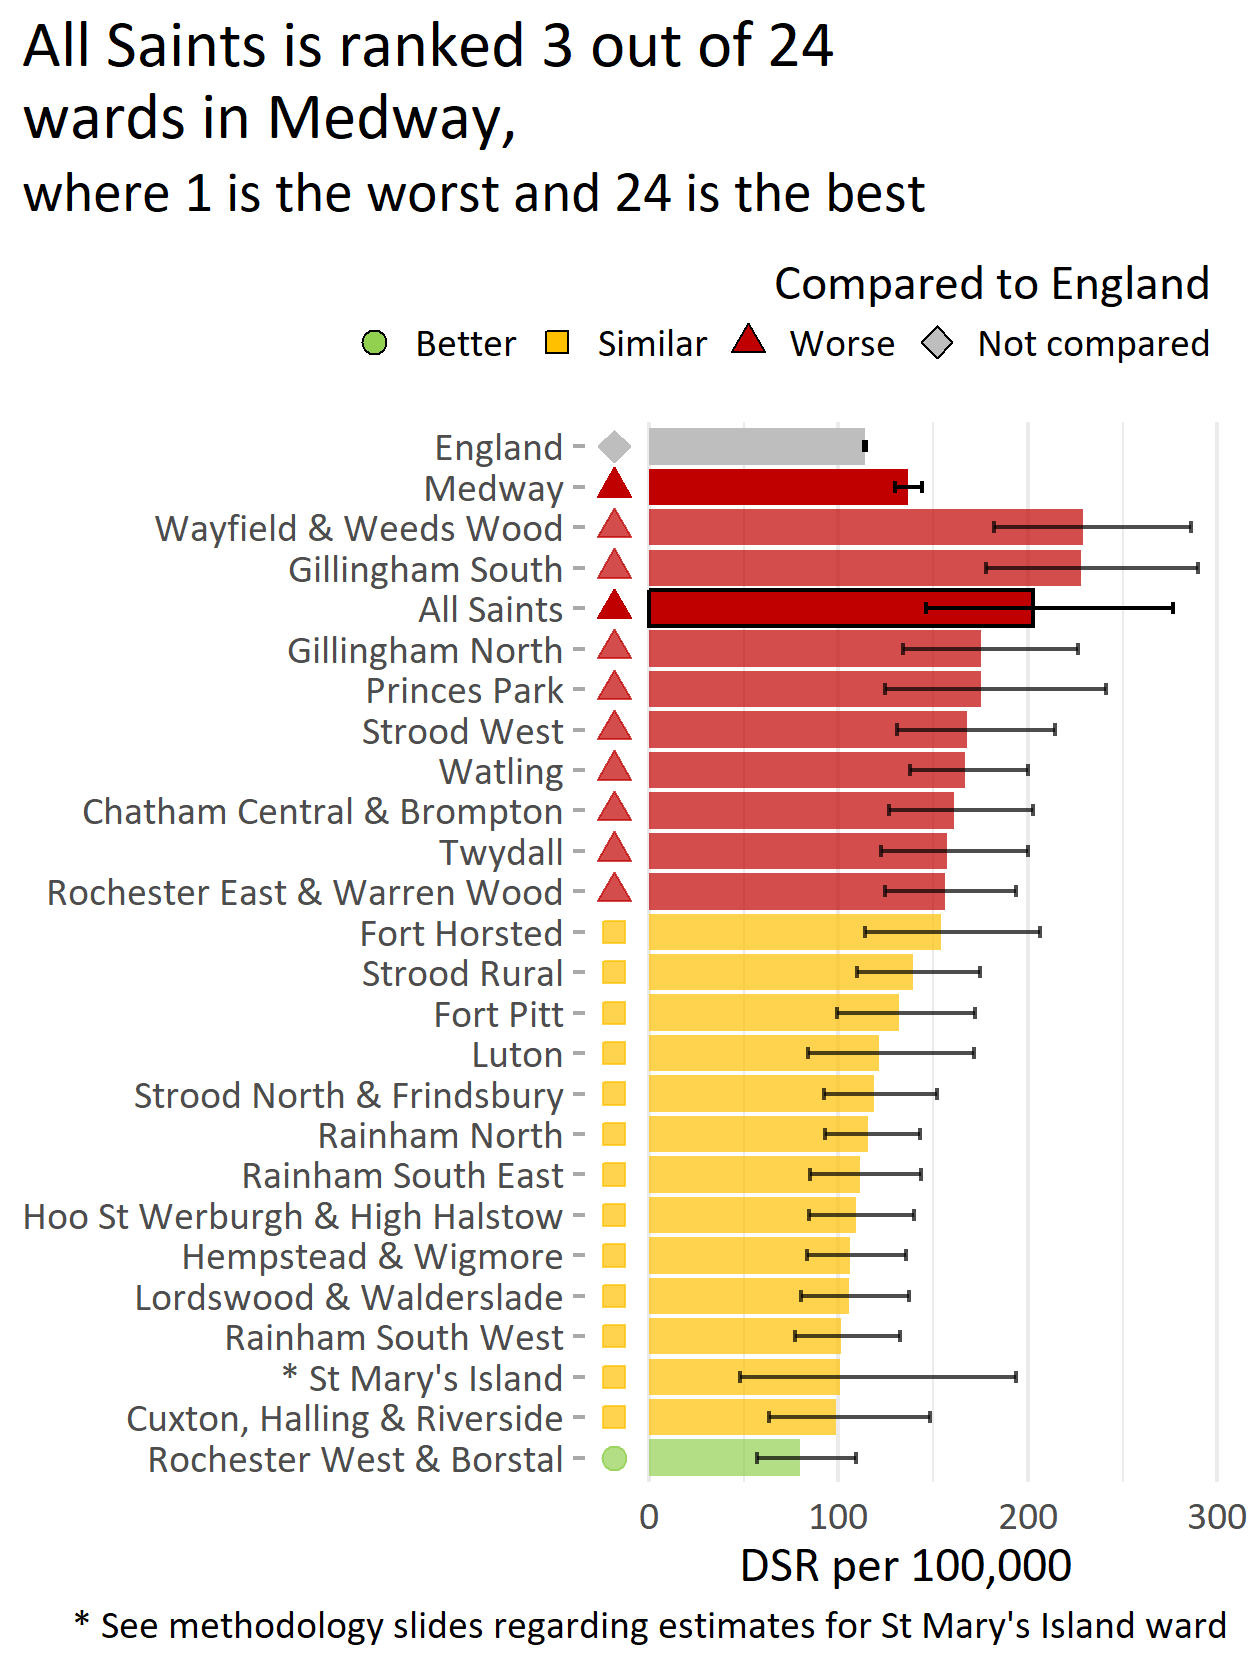 All Saints is ranked 3 out of 24
wards in Medway,
where 1 is the worst and 24 is the best
Compared to England
Better Similar Worse Not compared
England
Medway
Wayfield & Weeds Wood
Gillingham South
All Saints
Gillingham North
Princes Park
Strood West
Watling
Chatham Central & Brompton
Twydall
Rochester East & Warren Wood
Fort Horsted
Strood Rural
Fort Pitt
Luton
Strood North & Frindsbury
Rainham North
Rainham South East
Hoo St Werburgh & High Halstow
Hempstead & Wigmore
Lordswood & Walderslade
Rainham South West
* St Mary's Island
Cuxton, Halling & Riverside
Rochester West & Borstal
0 100 200 300
DSR per 100,000
* See methodology slides regarding estimates for St Mary's Island ward